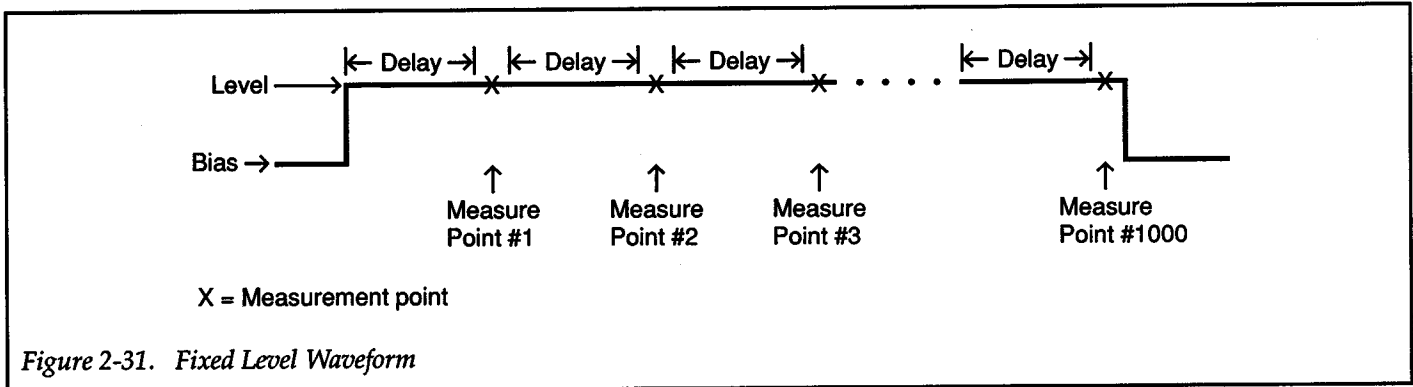 |← Delay →| |← Delay →| |← Delay →| |← Delay →|
Level → X X X . . . . X
Bias →
↑ ↑ ↑ ↑
Measure Measure Measure Measure
Point #1 Point #2 Point #3 Point #1000
X = Measurement point
Figure 2-31. Fixed Level Waveform